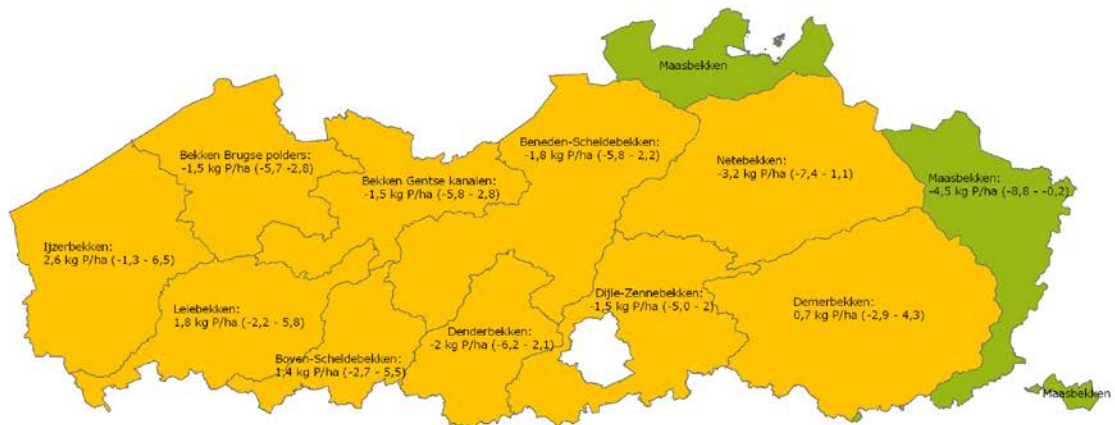 Maasbekken
Bekken Brugse polders:
-1,5 kg P/ha (-5,7 -2,8)
Bekken Gentse kanalen:
-1,5 kg P/ha (-5,8 - 2,8)
Beneden-Scheldebekken:
-1,8 kg P/ha (-5,8 - 2,2)
Netebekken:
-3,2 kg P/ha (-7,4 - 1,1)
Maasbekken:
-4,5 kg P/ha (-8,8 - -0,2)
Ijzerbekken:
2,6 kg P/ha (-1,3 - 6,5)
Leiebekken:
1,8 kg P/ha (-2,2 - 5,8)
Boven-Scheldebekken:
1,4 kg P/ha (-2,7 - 5,5)
Denderbekken:
-2 kg P/ha (-6,2 - 2,1)
Dijle-Zennebekken:
-1,5 kg P/ha (-5,0 - 2)
Demerbekken:
0,7 kg P/ha (-2,9 - 4,3)
Maasbekken